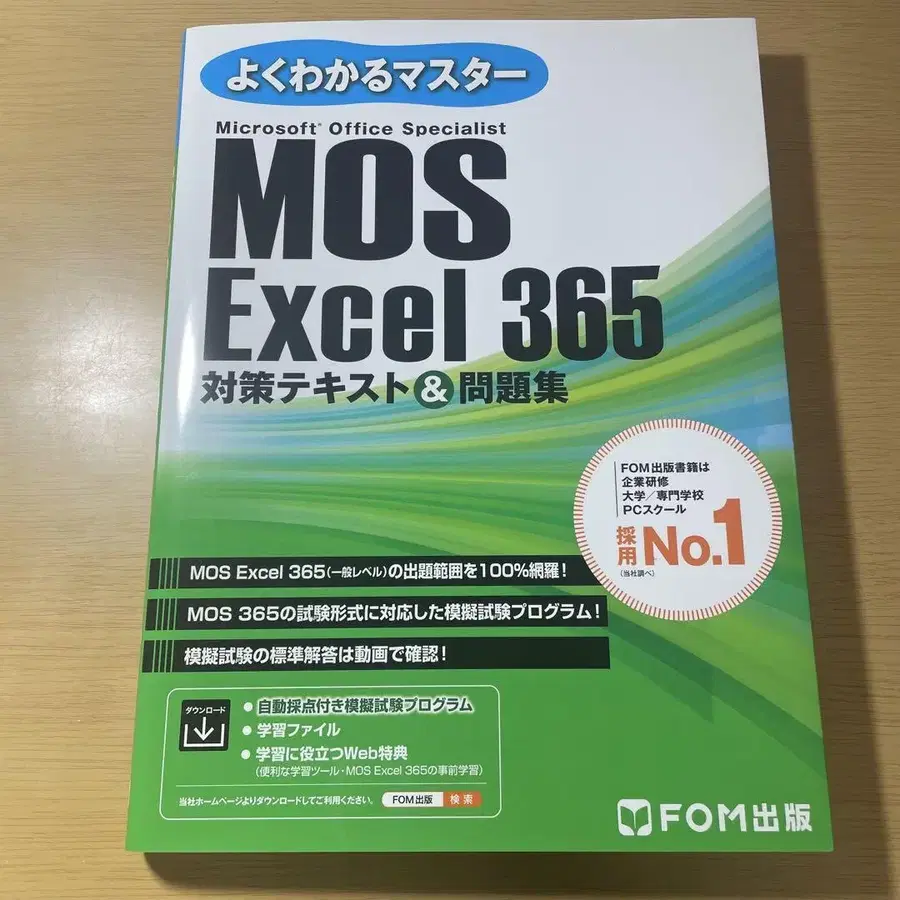 よくわかるマスター
Microsoft® Office Specialist
MOS
Excel 365
対策テキスト&問題集
FOM出版書籍は
企業研修
大学/専門学校
PCスクール
採用 No.1
(当社調べ)
MOS Excel 365(一般レベル)の出題範囲を100%網羅!
MOS 365の試験形式に対応した模擬試験プログラム!
模擬試験の標準解答は動画で確認!
ダウンロード
● 自動採点付き模擬試験プログラム
● 学習ファイル
● 学習に役立つWeb特典
(便利な学習ツール・MOS Excel 365の事前学習)
当社ホームページよりダウンロードしてご利用ください。 FOM出版 検索
FOM出版